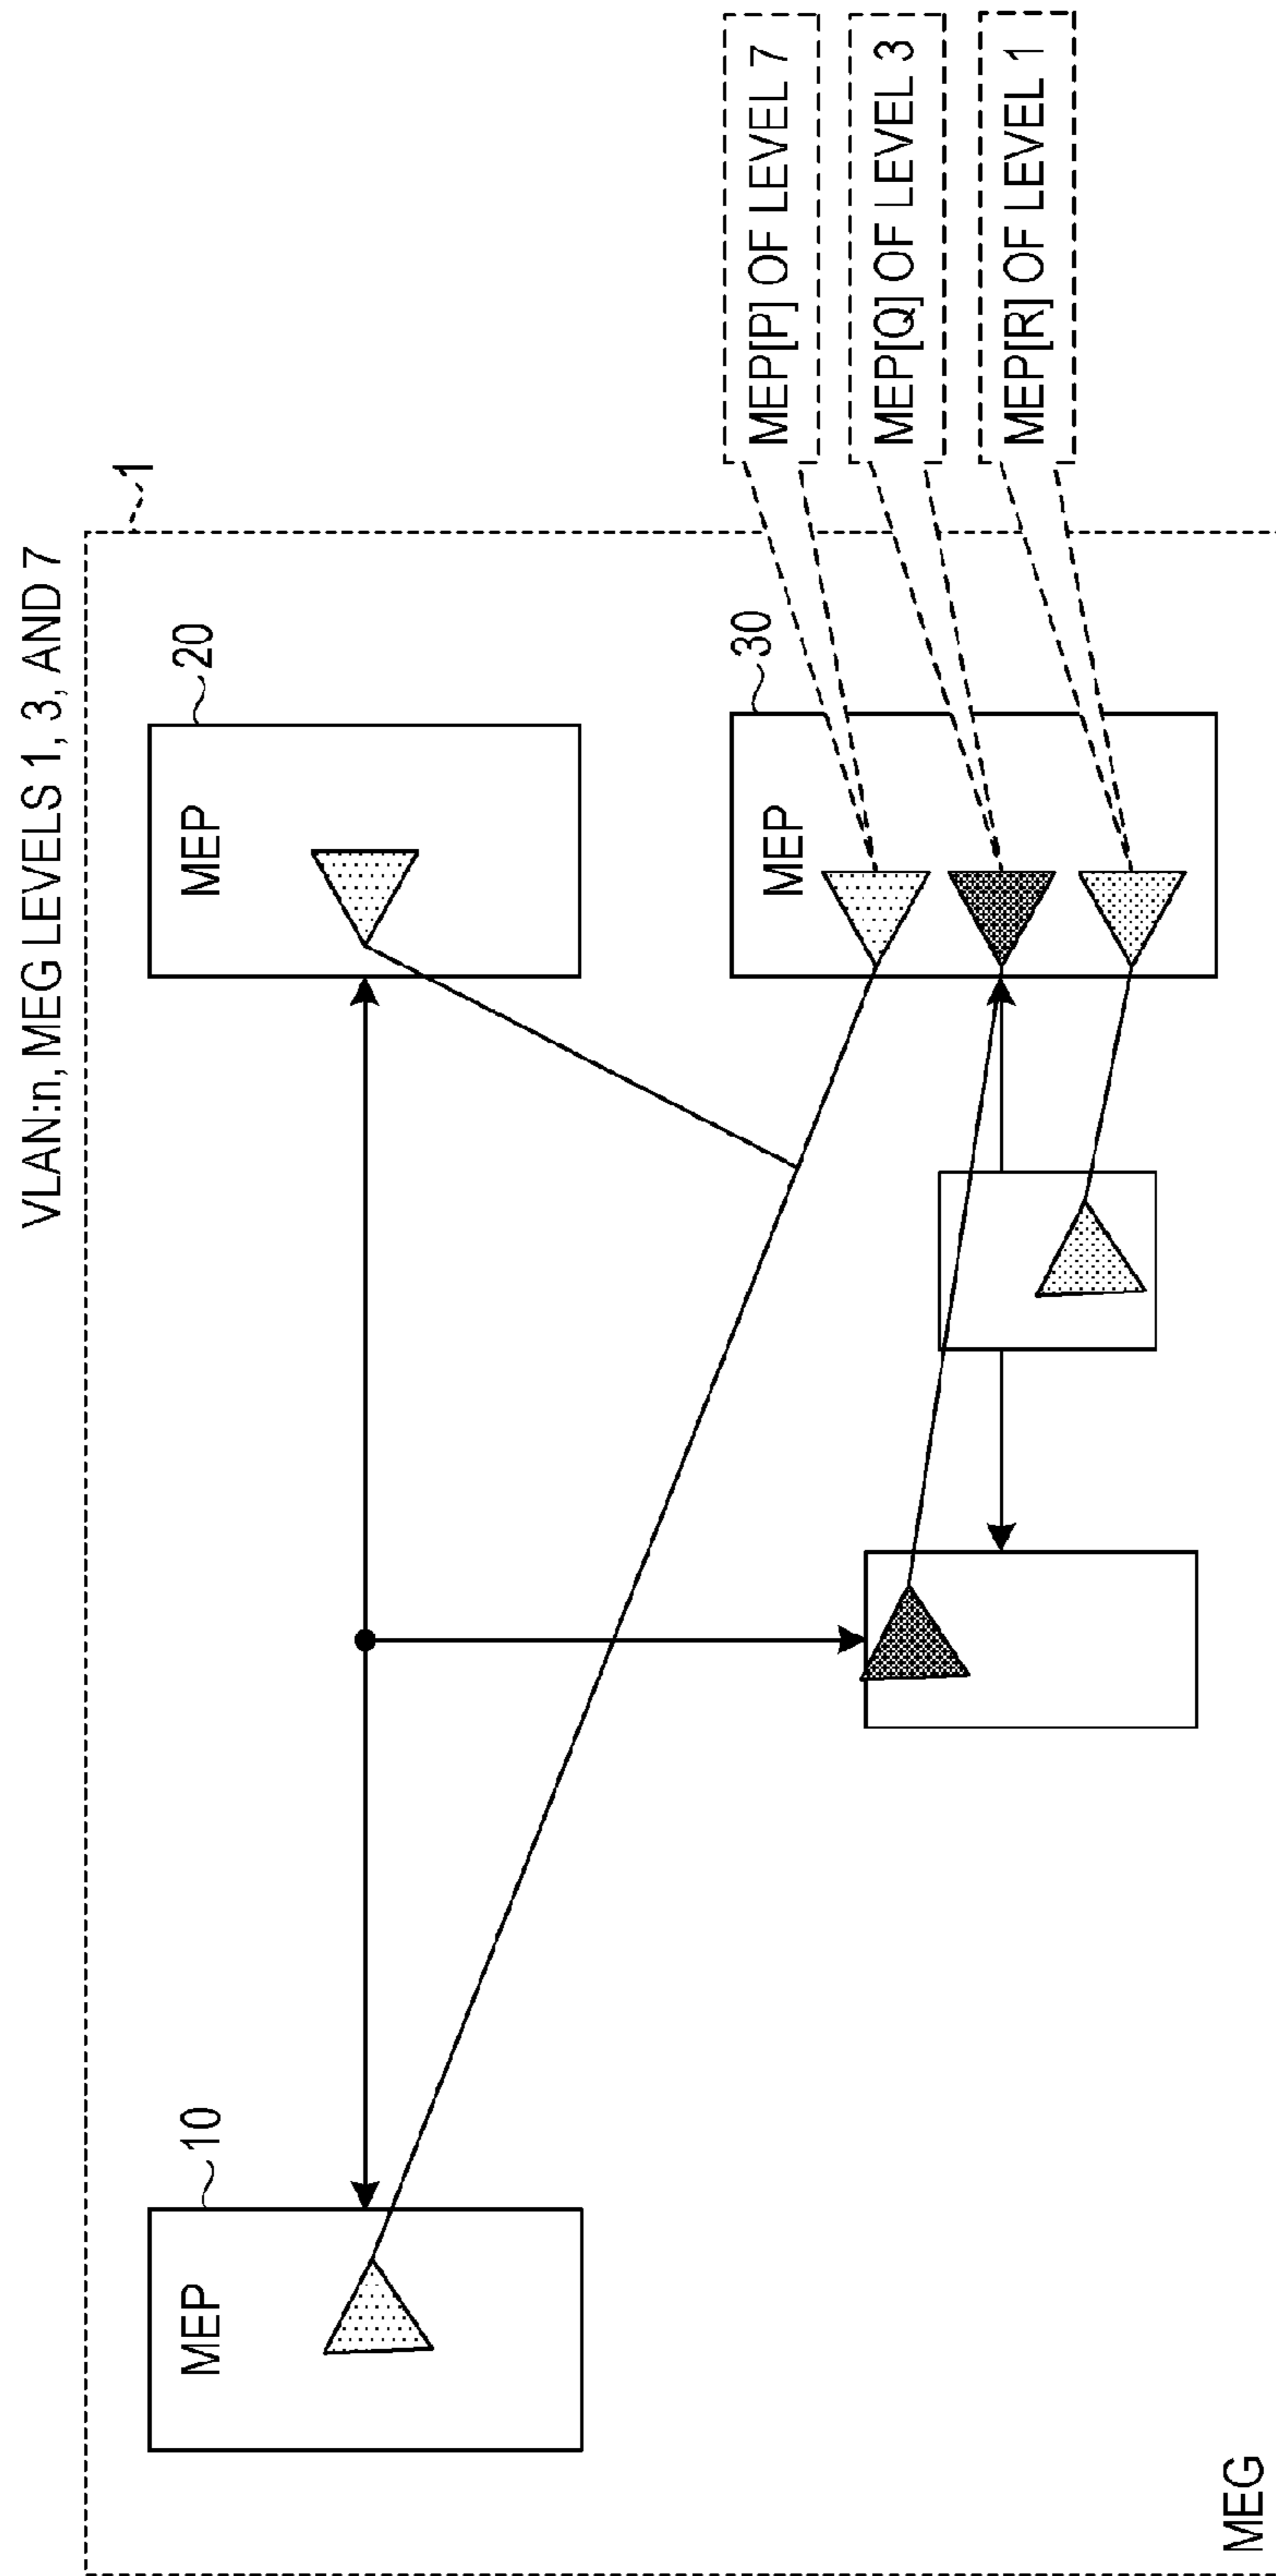 VLAN:n, MEG LEVELS 1, 3, AND 7
1
10
MEP
20
MEP
30
MEP
MEP[P] OF LEVEL 7
MEP[Q] OF LEVEL 3
MEP[R] OF LEVEL 1
MEG